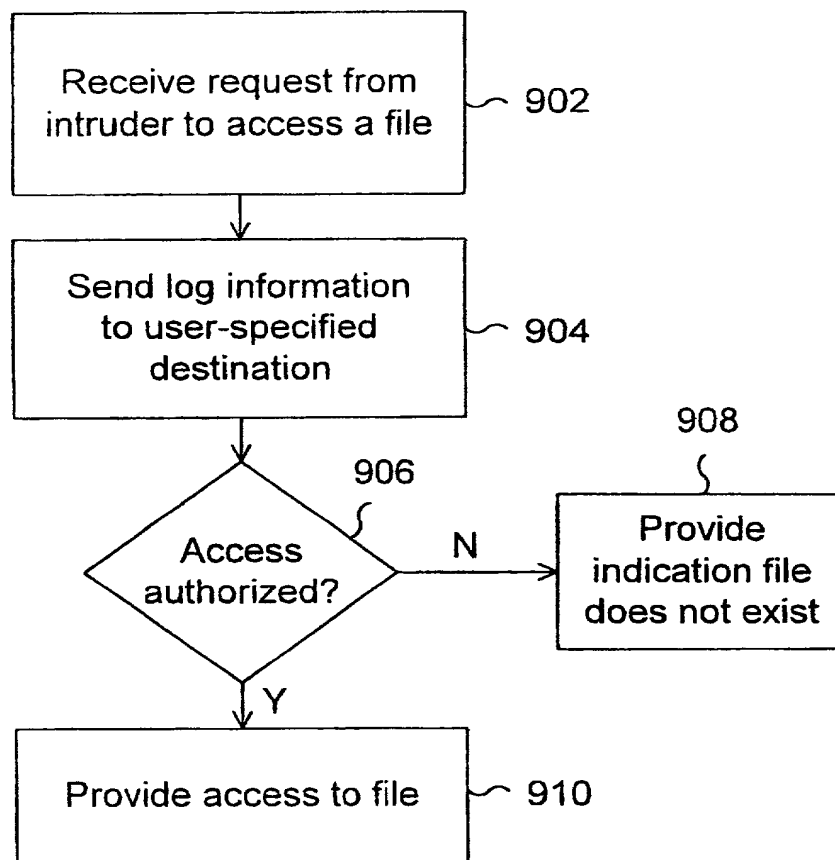 Receive request from
intruder to access a file
902
Send log information
to user-specified
destination
904
908
906
Access
authorized?
N
Provide
indication file
does not exist
Y
Provide access to file
910